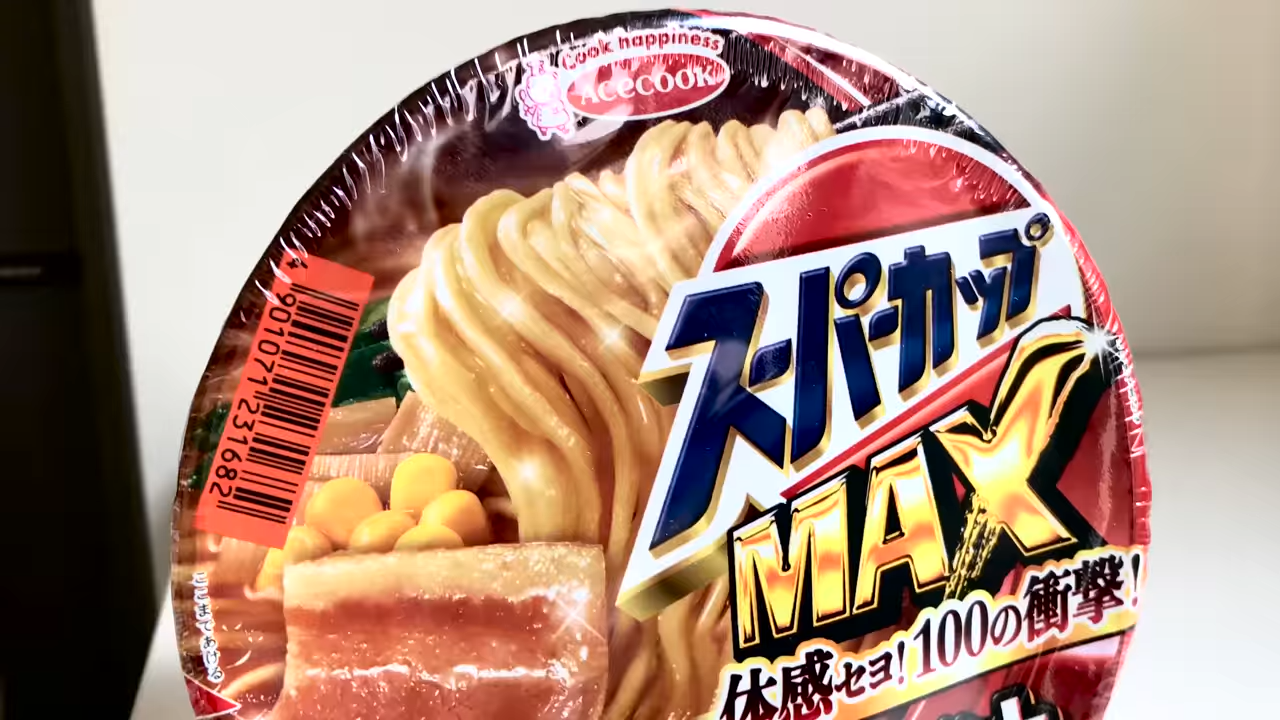 Cook happiness
Acecook
スーパーカップ
MAX
体感セヨ!100の衝撃!
901071231682
ここまであける